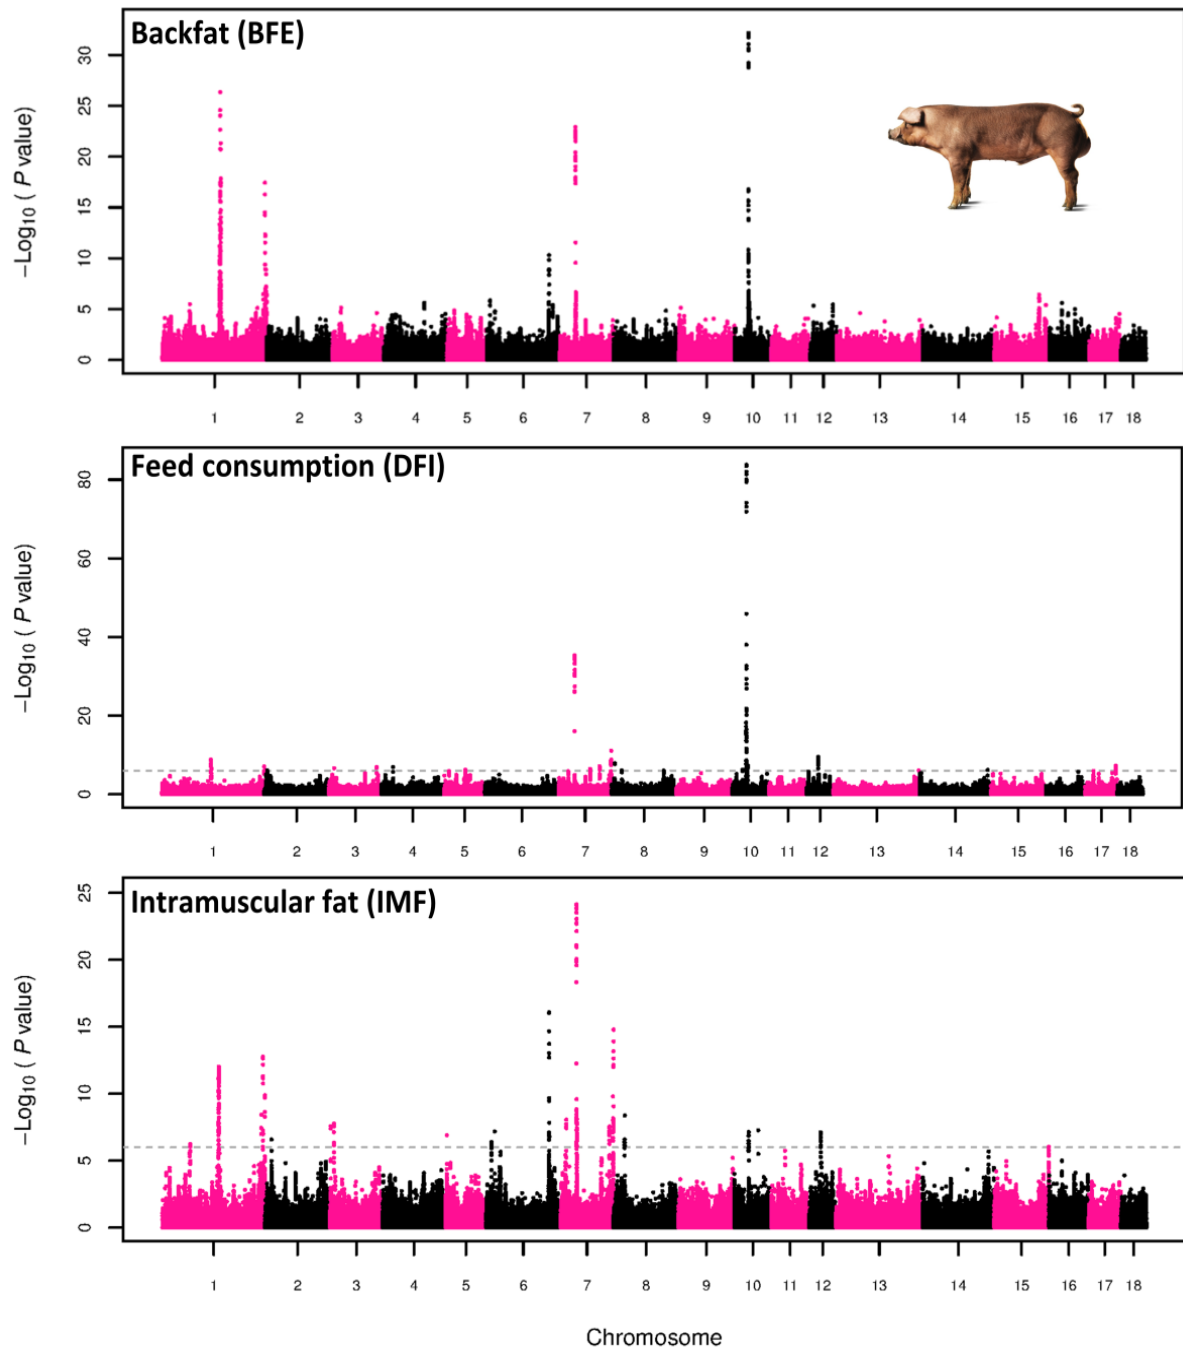 Backfat (BFE)
−Log10 ( P value)
0 5 10 15 20 25 30
1 2 3 4 5 6 7 8 9 10 11 12 13 14 15 16 17 18
Feed consumption (DFI)
−Log10 ( P value)
0 20 40 60 80
1 2 3 4 5 6 7 8 9 10 11 12 13 14 15 16 17 18
Intramuscular fat (IMF)
−Log10 ( P value)
0 5 10 15 20 25
1 2 3 4 5 6 7 8 9 10 11 12 13 14 15 16 17 18
Chromosome